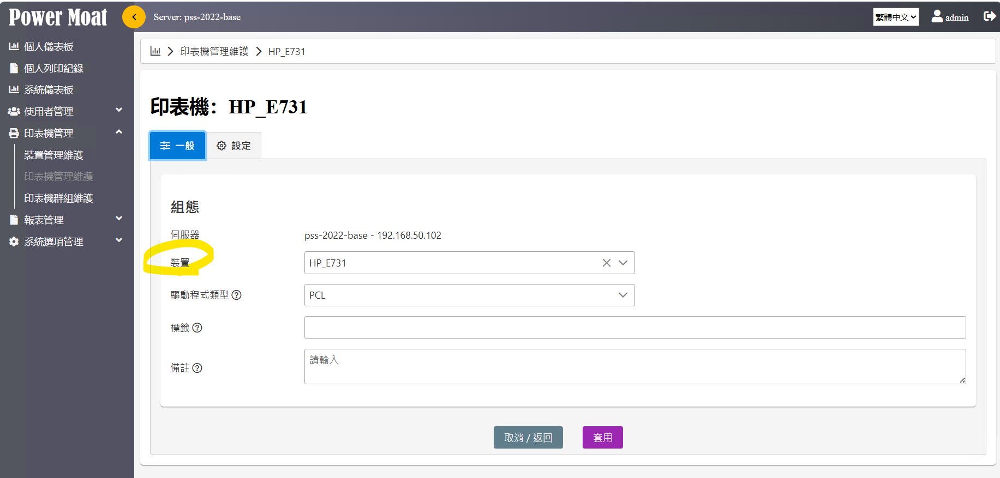 Power Moat
Server: pss-2022-base
繁體中文
admin
個人儀表板
個人列印紀錄
系統儀表板
使用者管理
印表機管理
裝置管理維護
印表機管理維護
印表機群組維護
報表管理
系統選項管理
印表機管理維護
HP_E731
印表機：HP_E731
一般
設定
組態
伺服器
pss-2022-base - 192.168.50.102
裝置
HP_E731
驅動程式類型
PCL
標籤
備註
請輸入
取消 / 返回
套用